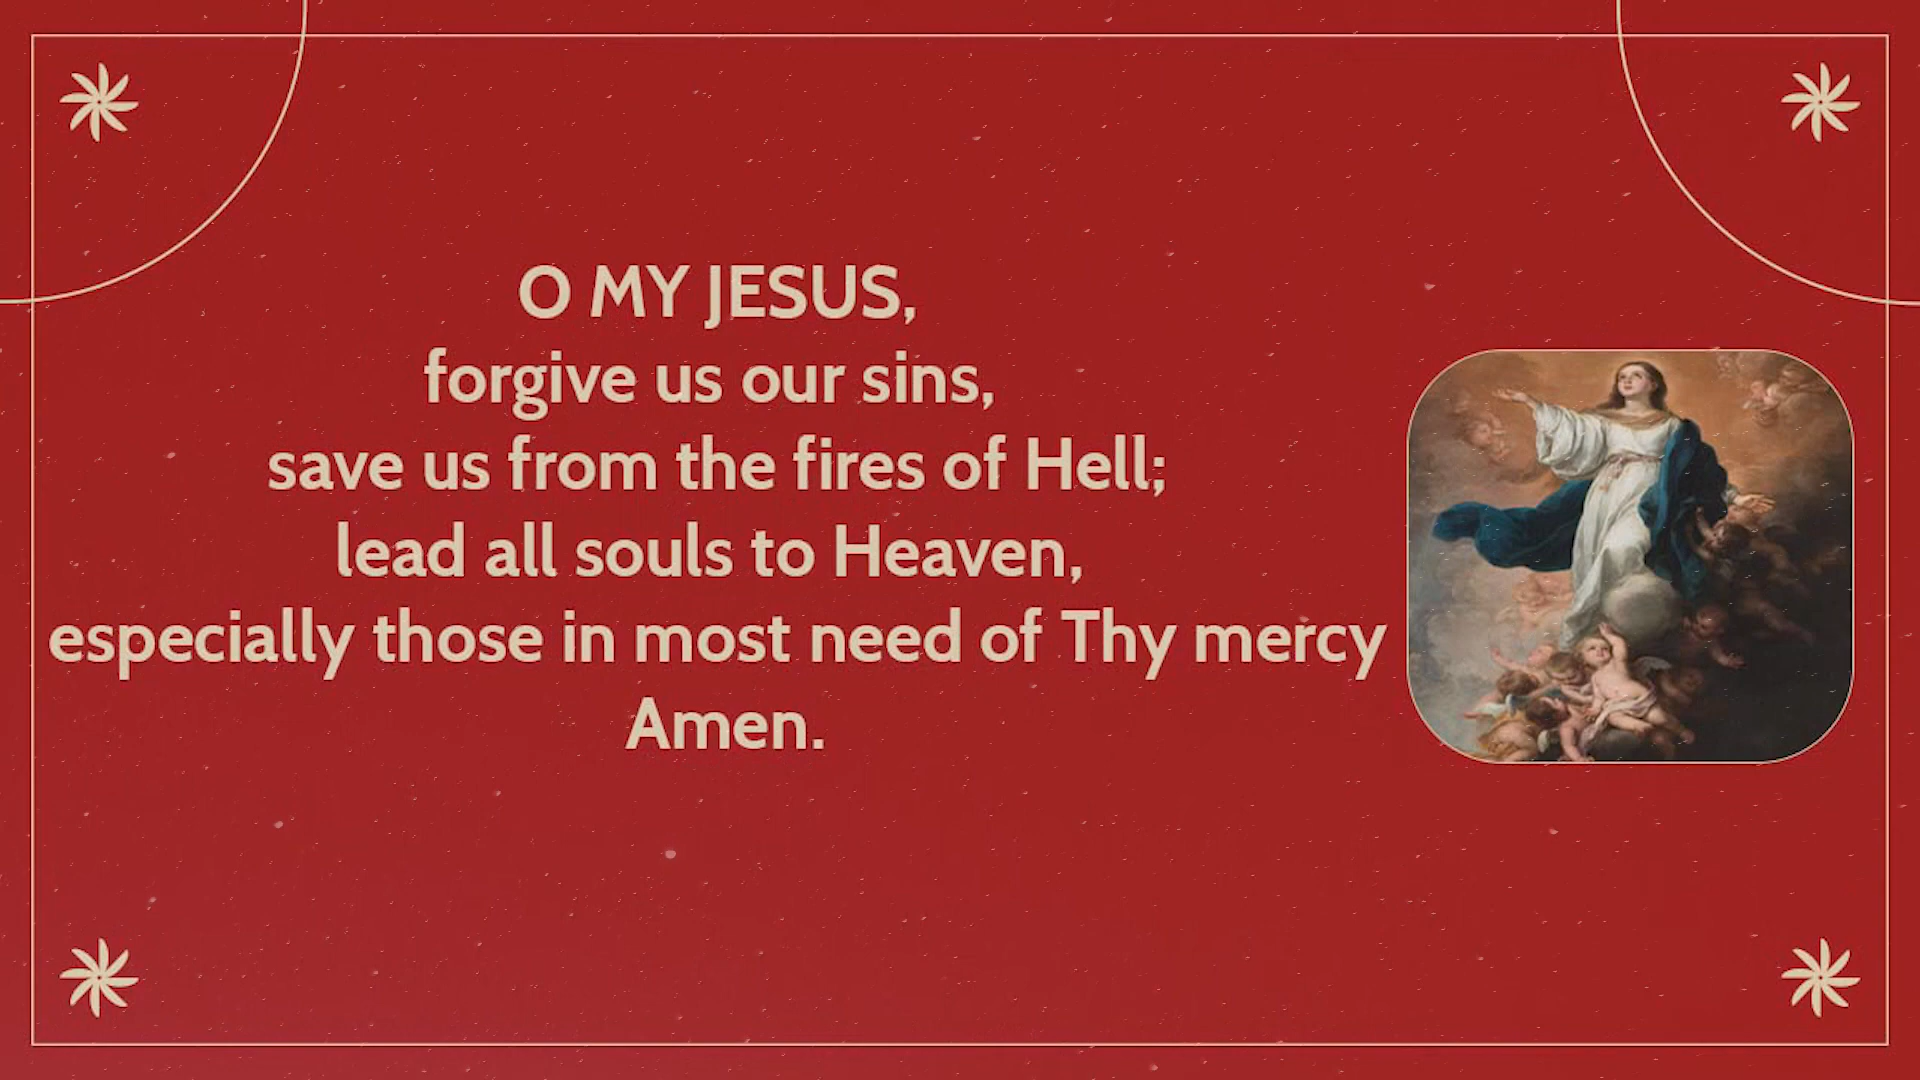 O MY JESUS,
forgive us our sins,
save us from the fires of Hell;
lead all souls to Heaven,
especially those in most need of Thy mercy
Amen.